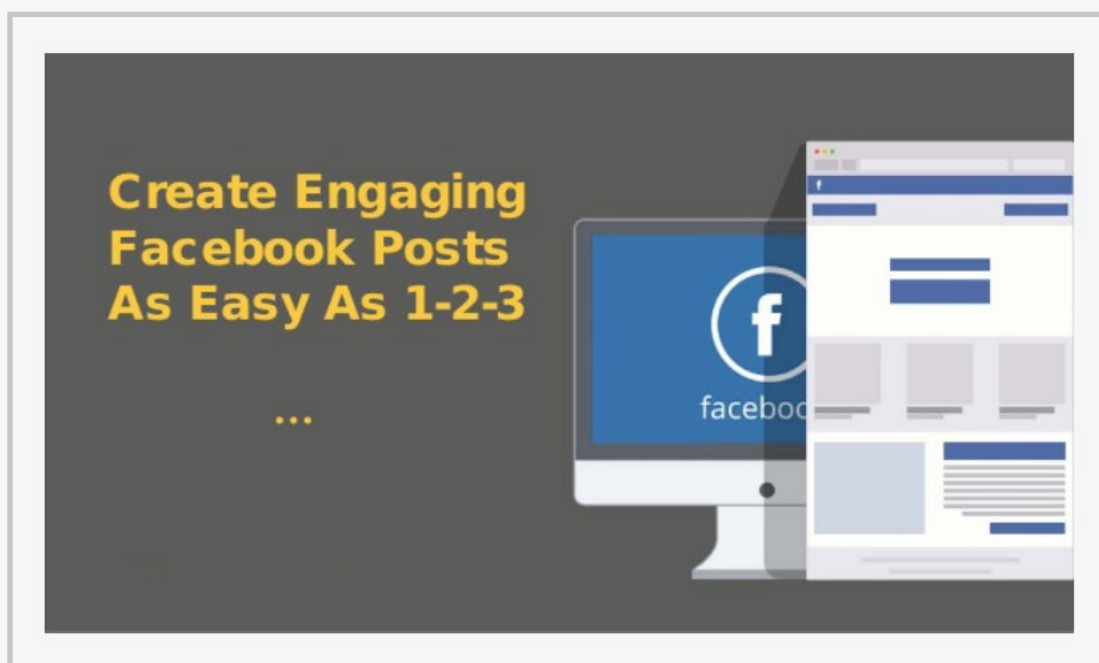 Create Engaging
Facebook Posts
As Easy As 1-2-3
...
f
facebo
f